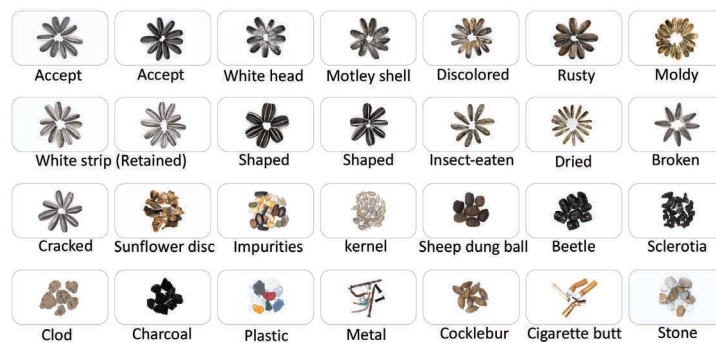 Accept Accept White head Motley shell Discolored Rusty Moldy
White strip (Retained) Shaped Shaped Insect-eaten Dried Broken
Cracked Sunflower disc Impurities kernel Sheep dung ball Beetle Sclerotia
Clod Charcoal Plastic Metal Cocklebur Cigarette butt Stone